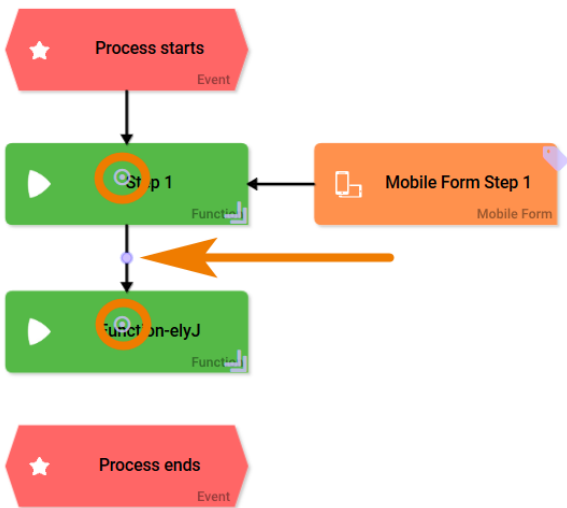 Process starts
Event
Step 1
Function
Mobile Form Step 1
Mobile Form
Function-elyJ
Function
Process ends
Event